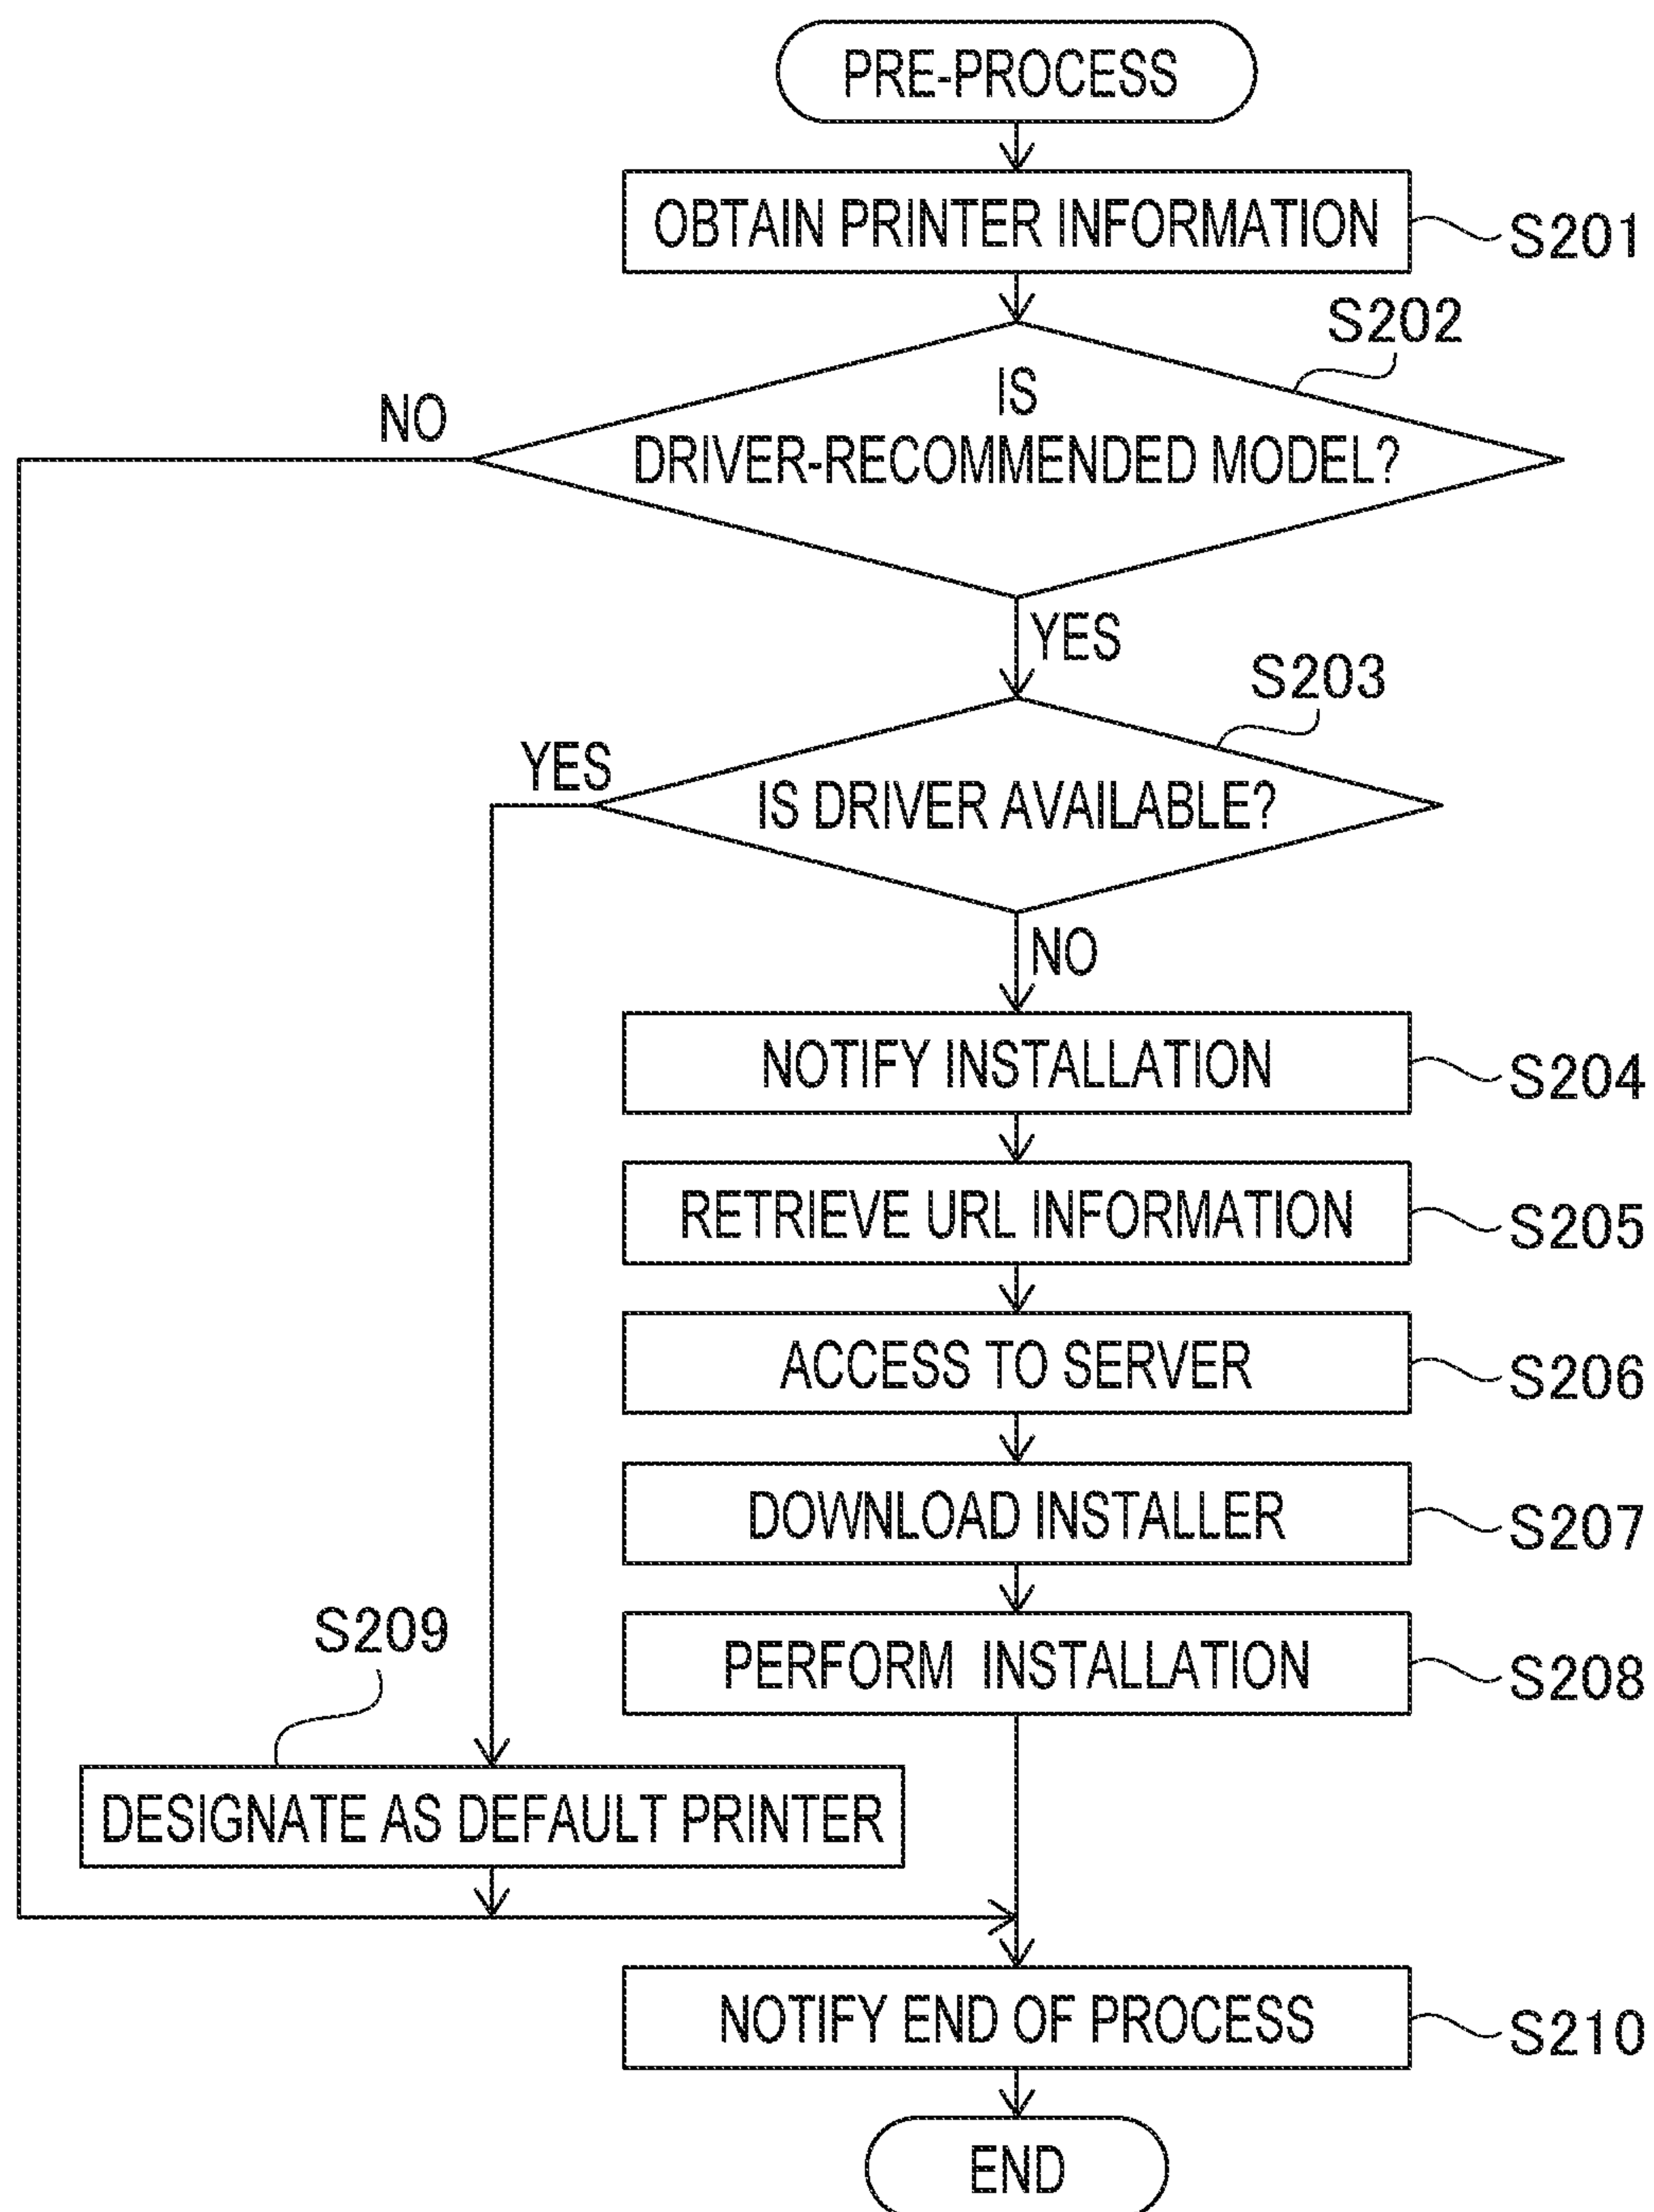 PRE-PROCESS
OBTAIN PRINTER INFORMATION
S201
S202
IS
DRIVER-RECOMMENDED MODEL?
NO
YES
S203
IS DRIVER AVAILABLE?
YES
NO
NOTIFY INSTALLATION
S204
RETRIEVE URL INFORMATION
S205
ACCESS TO SERVER
S206
DOWNLOAD INSTALLER
S207
PERFORM INSTALLATION
S208
S209
DESIGNATE AS DEFAULT PRINTER
NOTIFY END OF PROCESS
S210
END